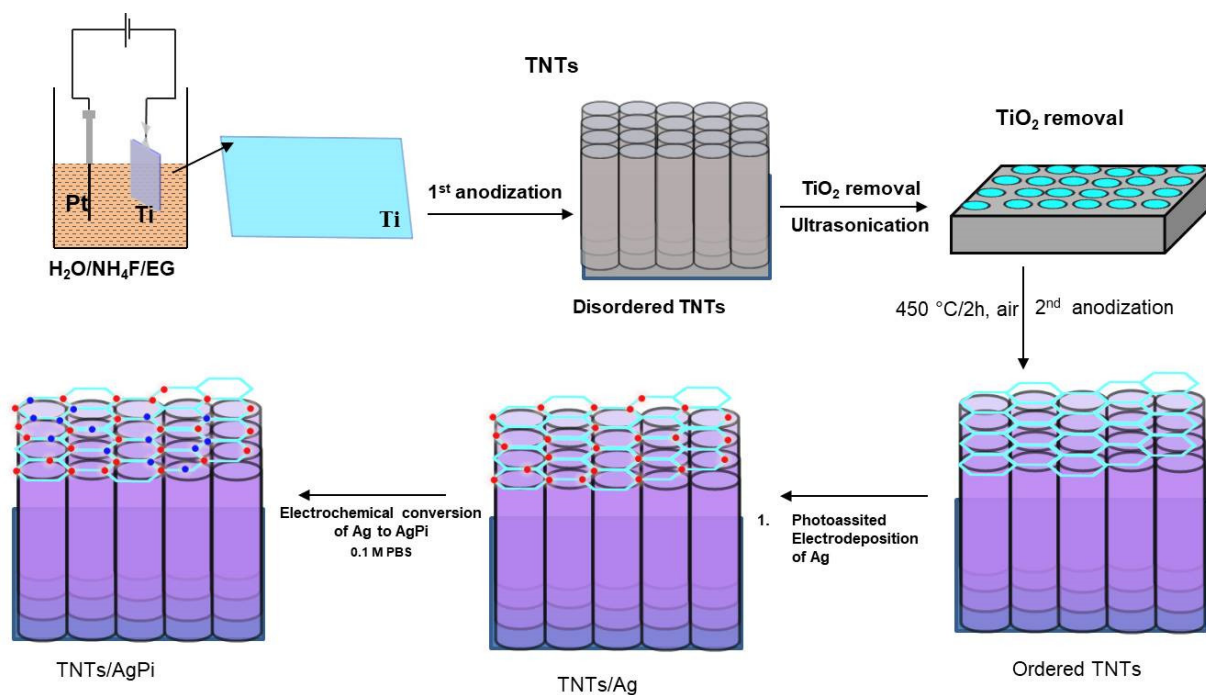 TNTs
TiO₂ removal
Pt
Ti
Ti
1st anodization
TiO₂ removal
Ultrasonication
H₂O/NH₄F/EG
Disordered TNTs
450 °C/2h, air
2nd anodization
Electrochemical conversion
of Ag to AgPi
0.1 M PBS
1. Photoassited
Electrodeposition
of Ag
TNTs/AgPi
TNTs/Ag
Ordered TNTs